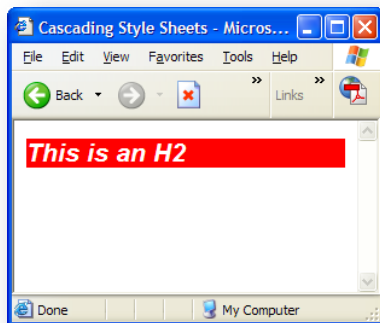 Cascading Style Sheets - Micros...
File Edit View Favorites Tools Help
Back » Links »
This is an H2
Done My Computer